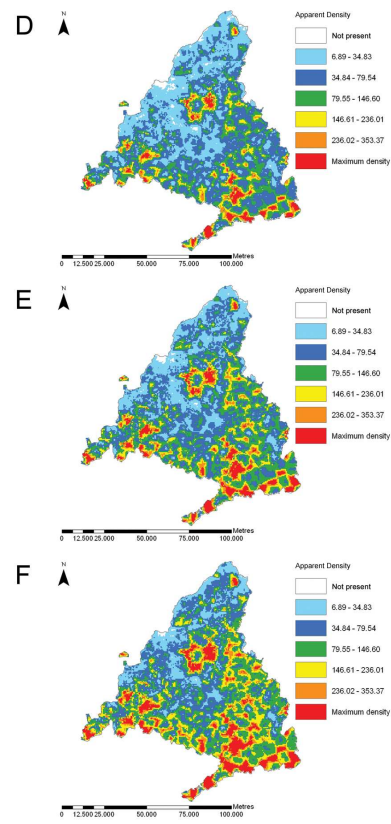 D
N
Apparent Density
Not present
6.89 - 34.83
34.84 - 79.54
79.55 - 146.60
146.61 - 236.01
236.02 - 353.37
Maximum density
Metres
0 12.500 25.000 50.000 75.000 100.000
E
N
Apparent Density
Not present
6.89 - 34.83
34.84 - 79.54
79.55 - 146.60
146.61 - 236.01
236.02 - 353.37
Maximum density
Metres
0 12.500 25.000 50.000 75.000 100.000
F
N
Apparent Density
Not present
6.89 - 34.83
34.84 - 79.54
79.55 - 146.60
146.61 - 236.01
236.02 - 353.37
Maximum density
Metres
0 12.500 25.000 50.000 75.000 100.000